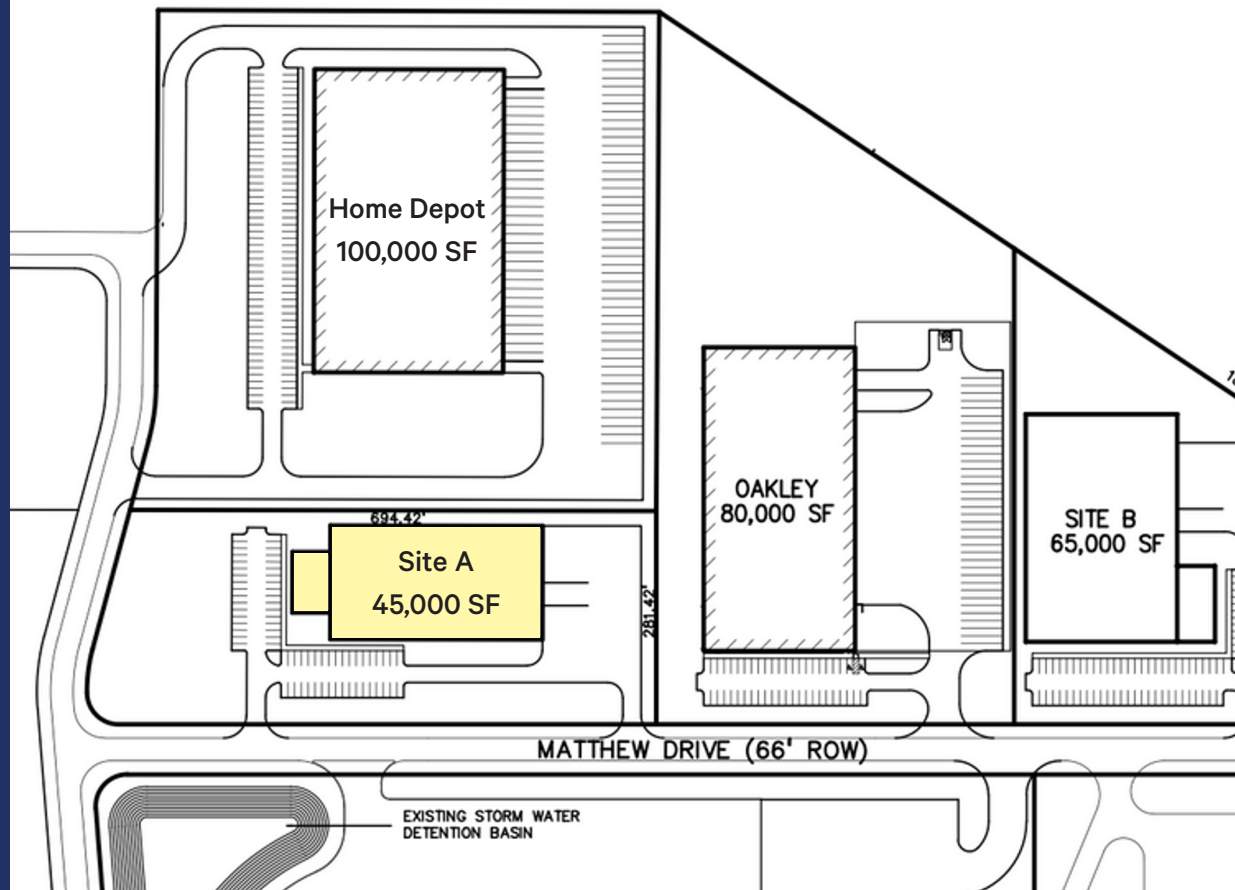 Home Depot
100,000 SF
OAKLEY
80,000 SF
SITE B
65,000 SF
694.42'
Site A
45,000 SF
281.42'
MATTHEW DRIVE (66' ROW)
EXISTING STORM WATER
DETENTION BASIN